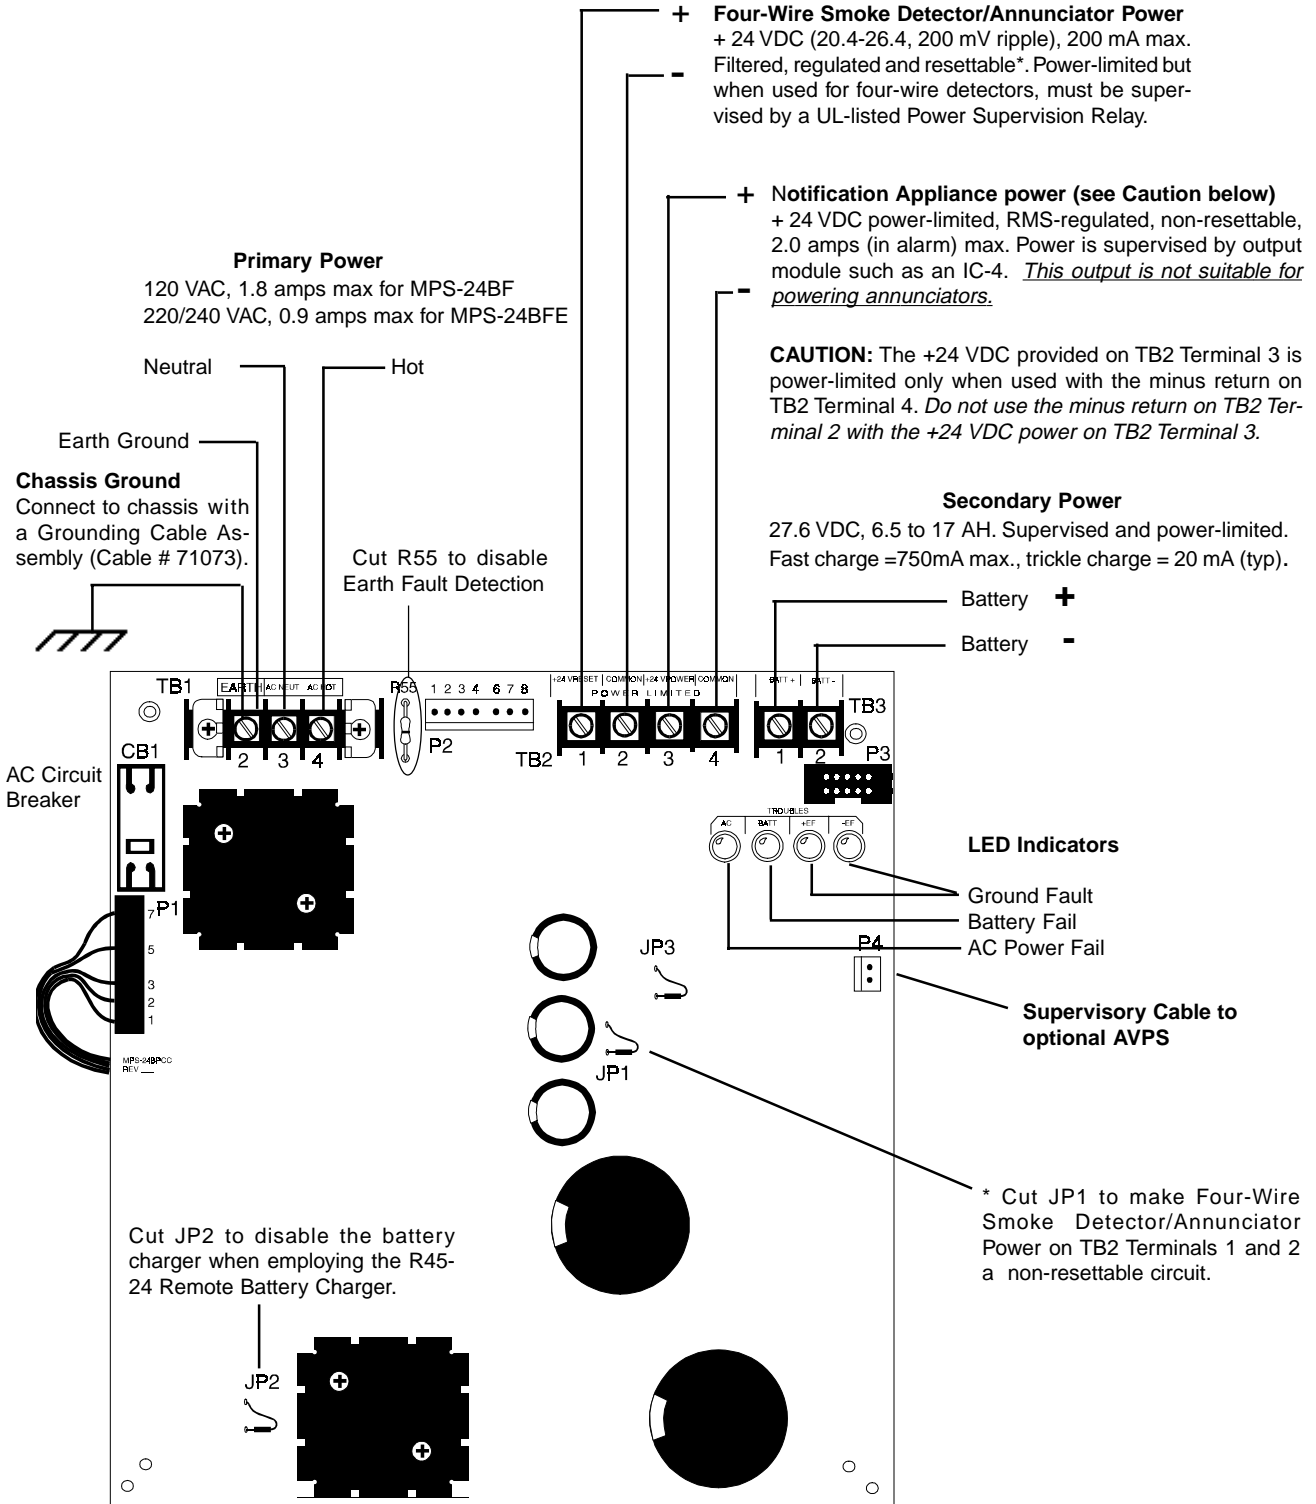 + Four-Wire Smoke Detector/Annunciator Power
+ 24 VDC (20.4-26.4, 200 mV ripple), 200 mA max.
Filtered, regulated and resettable*. Power-limited but
-
when used for four-wire detectors, must be super-
vised by a UL-listed Power Supervision Relay.
+ Notification Appliance power (see Caution below)
+ 24 VDC power-limited, RMS-regulated, non-resettable,
2.0 amps (in alarm) max. Power is supervised by output
module such as an IC-4. This output is not suitable for
- powering annunciators.
Primary Power
120 VAC, 1.8 amps max for MPS-24BF
220/240 VAC, 0.9 amps max for MPS-24BFE
Neutral
Hot
CAUTION: The +24 VDC provided on TB2 Terminal 3 is
power-limited only when used with the minus return on
TB2 Terminal 4. Do not use the minus return on TB2 Ter-
minal 2 with the +24 VDC power on TB2 Terminal 3.
Earth Ground
Chassis Ground
Connect to chassis with
a Grounding Cable As-
sembly (Cable # 71073).
Cut R55 to disable
Earth Fault Detection
Secondary Power
27.6 VDC, 6.5 to 17 AH. Supervised and power-limited.
Fast charge =750mA max., trickle charge = 20 mA (typ).
Battery +
Battery -
TB1
EARTH AC NEUT AC HOT
2 3 4
R55
1 2 3 4 6 7 8
P2
+24 VRESET COMMON +24 VPOWER COMMON
POWER LIMITED
TB2 1 2 3 4
BATT + BATT -
TB3
1 2
P3
CB1
AC Circuit
Breaker
TROUBLES
AC BATT +EF -EF
LED Indicators
Ground Fault
Battery Fail
AC Power Fail
P1
7
5
3
2
1
MPS-24BPCC
REV ___
JP3
P4
Supervisory Cable to
optional AVPS
JP1
* Cut JP1 to make Four-Wire
Smoke Detector/Annunciator
Power on TB2 Terminals 1 and 2
a non-resettable circuit.
Cut JP2 to disable the battery
charger when employing the R45-
24 Remote Battery Charger.
JP2